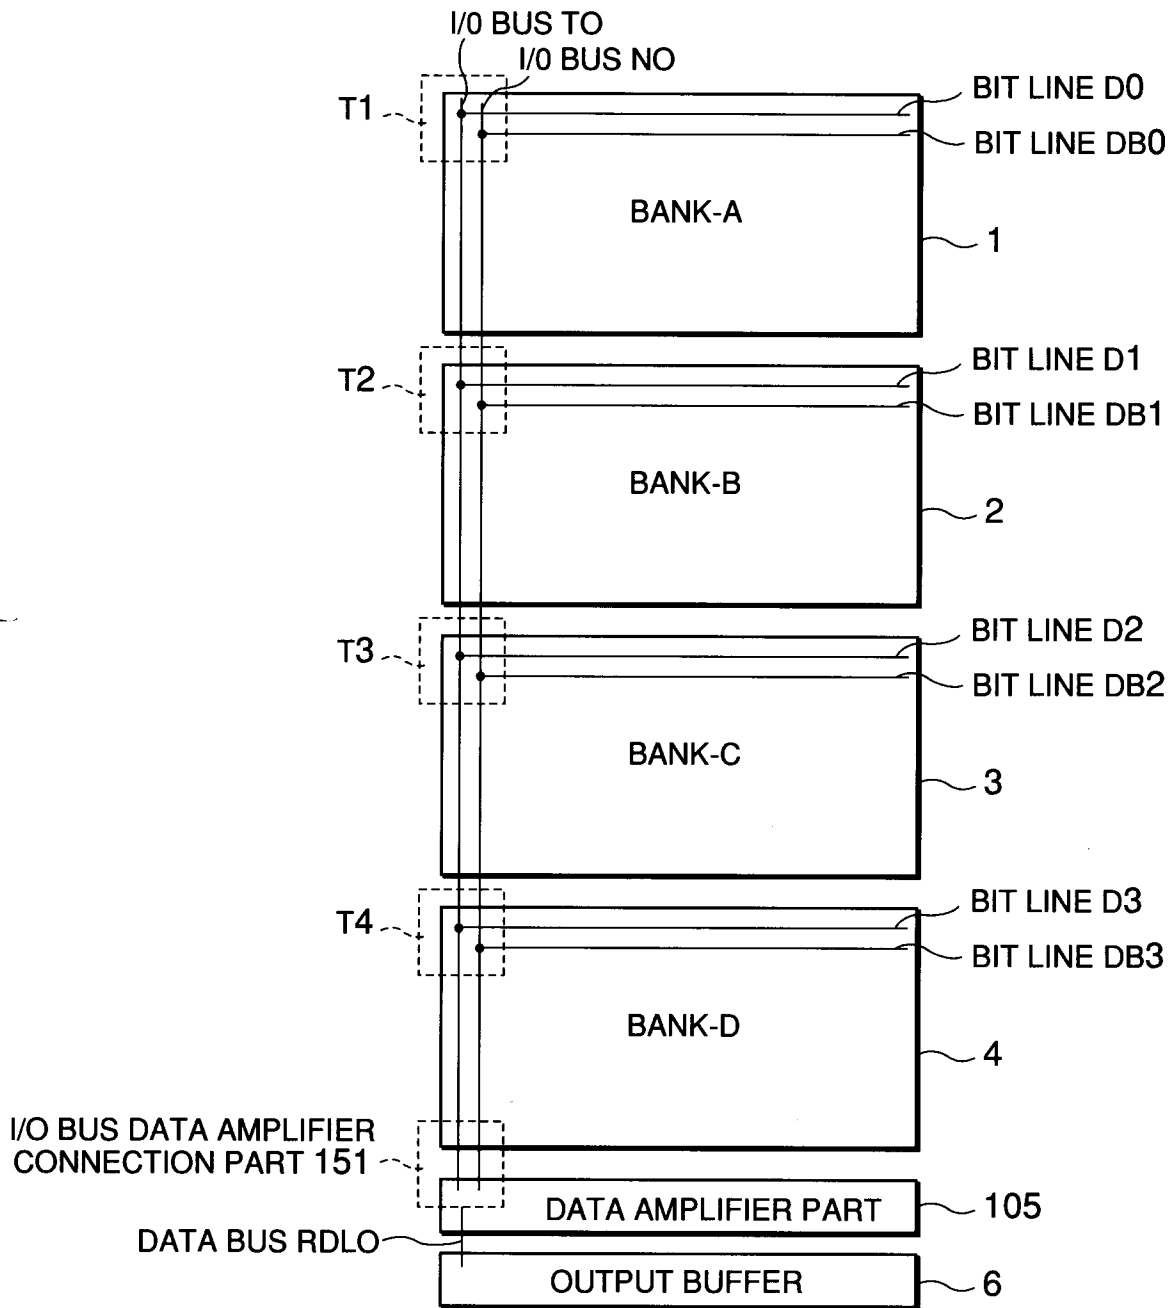 I/0 BUS TO
I/0 BUS NO
T1
BIT LINE D0
BIT LINE DB0
BANK-A
1
T2
BIT LINE D1
BIT LINE DB1
BANK-B
2
T3
BIT LINE D2
BIT LINE DB2
BANK-C
3
T4
BIT LINE D3
BIT LINE DB3
BANK-D
4
I/O BUS DATA AMPLIFIER
CONNECTION PART 151
DATA AMPLIFIER PART
105
DATA BUS RDLO
OUTPUT BUFFER
6